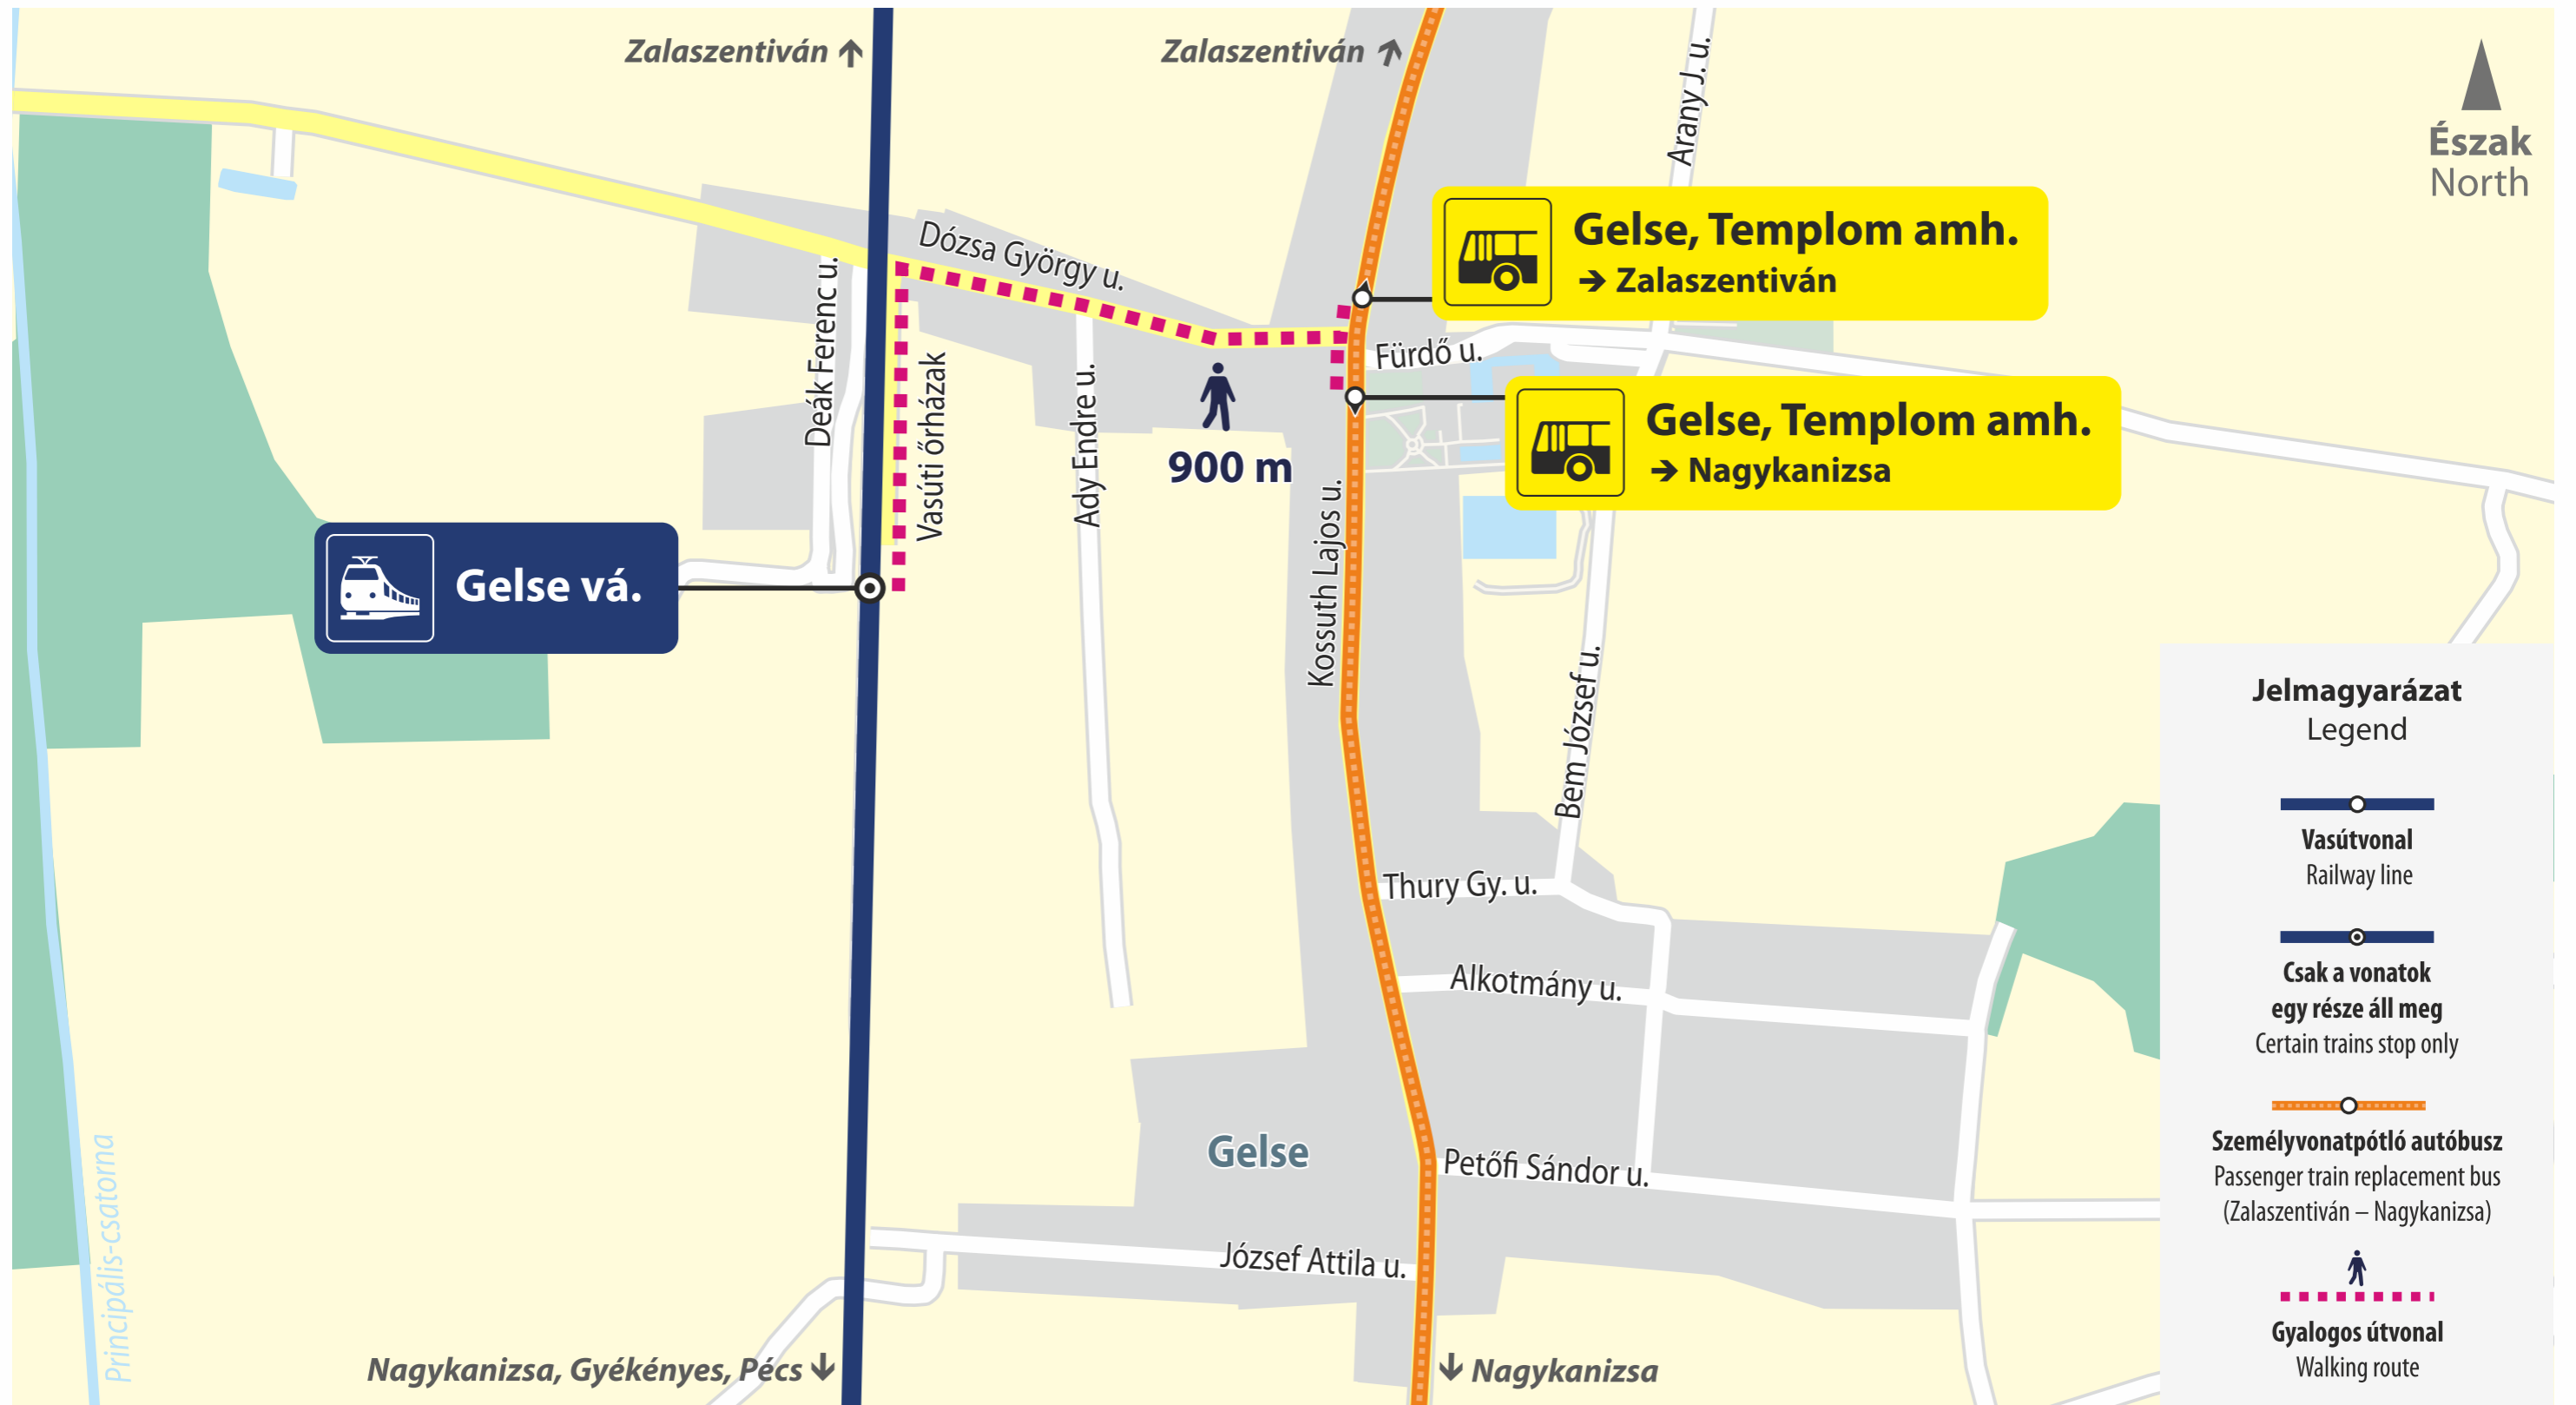 Zalaszentiván
Zalaszentiván
Arany J. u.
Észak
North
Dózsa György u.
Gelse, Templom amh.
→ Zalaszentiván
Deák Ferenc u.
Vasúti őrházak
Fürdő u.
Ady Endre u.
900 m
Gelse, Templom amh.
→ Nagykanizsa
Kossuth Lajos u.
Gelse vá.
Bem József u.
Thury Gy. u.
Alkotmány u.
Gelse
Petőfi Sándor u.
József Attila u.
Principális-csatorna
Nagykanizsa, Gyékényes, Pécs
Nagykanizsa
Jelmagyarázat
Legend
Vasútvonal
Railway line
Csak a vonatok
egy része áll meg
Certain trains stop only
Személyvonatpótló autóbusz
Passenger train replacement bus
(Zalaszentiván – Nagykanizsa)
Gyalogos útvonal
Walking route